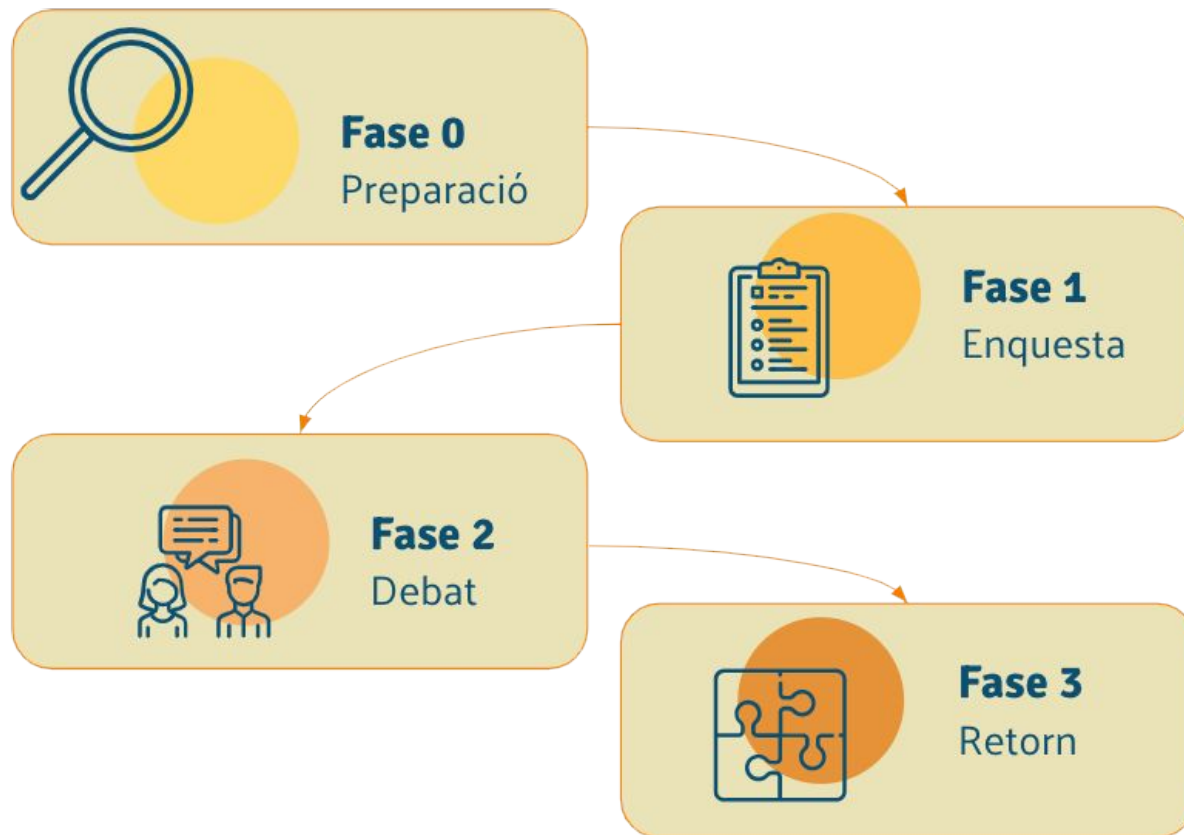 Fase 0
Preparació
Fase 1
Enquesta
Fase 2
Debat
Fase 3
Retorn